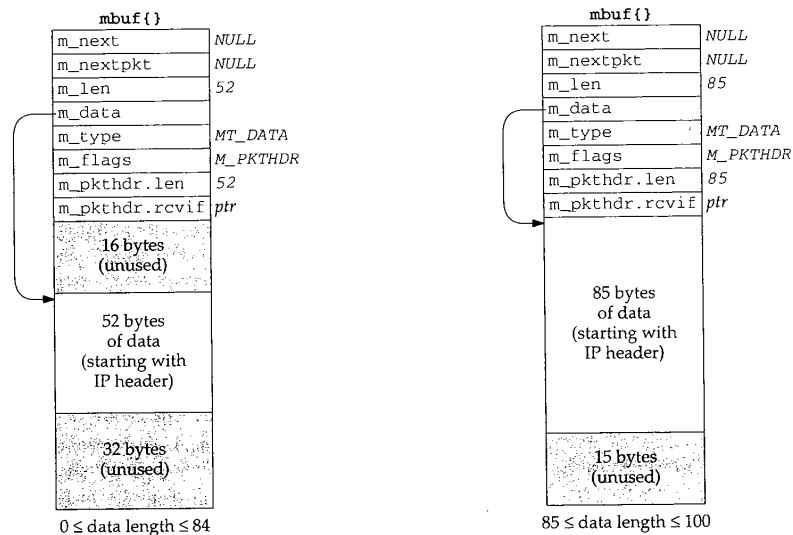 mbuf{}
m_next NULL
m_nextpkt NULL
m_len 52
m_data
m_type MT_DATA
m_flags M_PKTHDR
m_pkthdr.len 52
m_pkthdr.rcvif ptr
16 bytes
(unused)
52 bytes
of data
(starting with
IP header)
32 bytes
(unused)
0 ≤ data length ≤ 84
mbuf{}
m_next NULL
m_nextpkt NULL
m_len 85
m_data
m_type MT_DATA
m_flags M_PKTHDR
m_pkthdr.len 85
m_pkthdr.rcvif ptr
85 bytes
of data
(starting with
IP header)
15 bytes
(unused)
85 ≤ data length ≤ 100